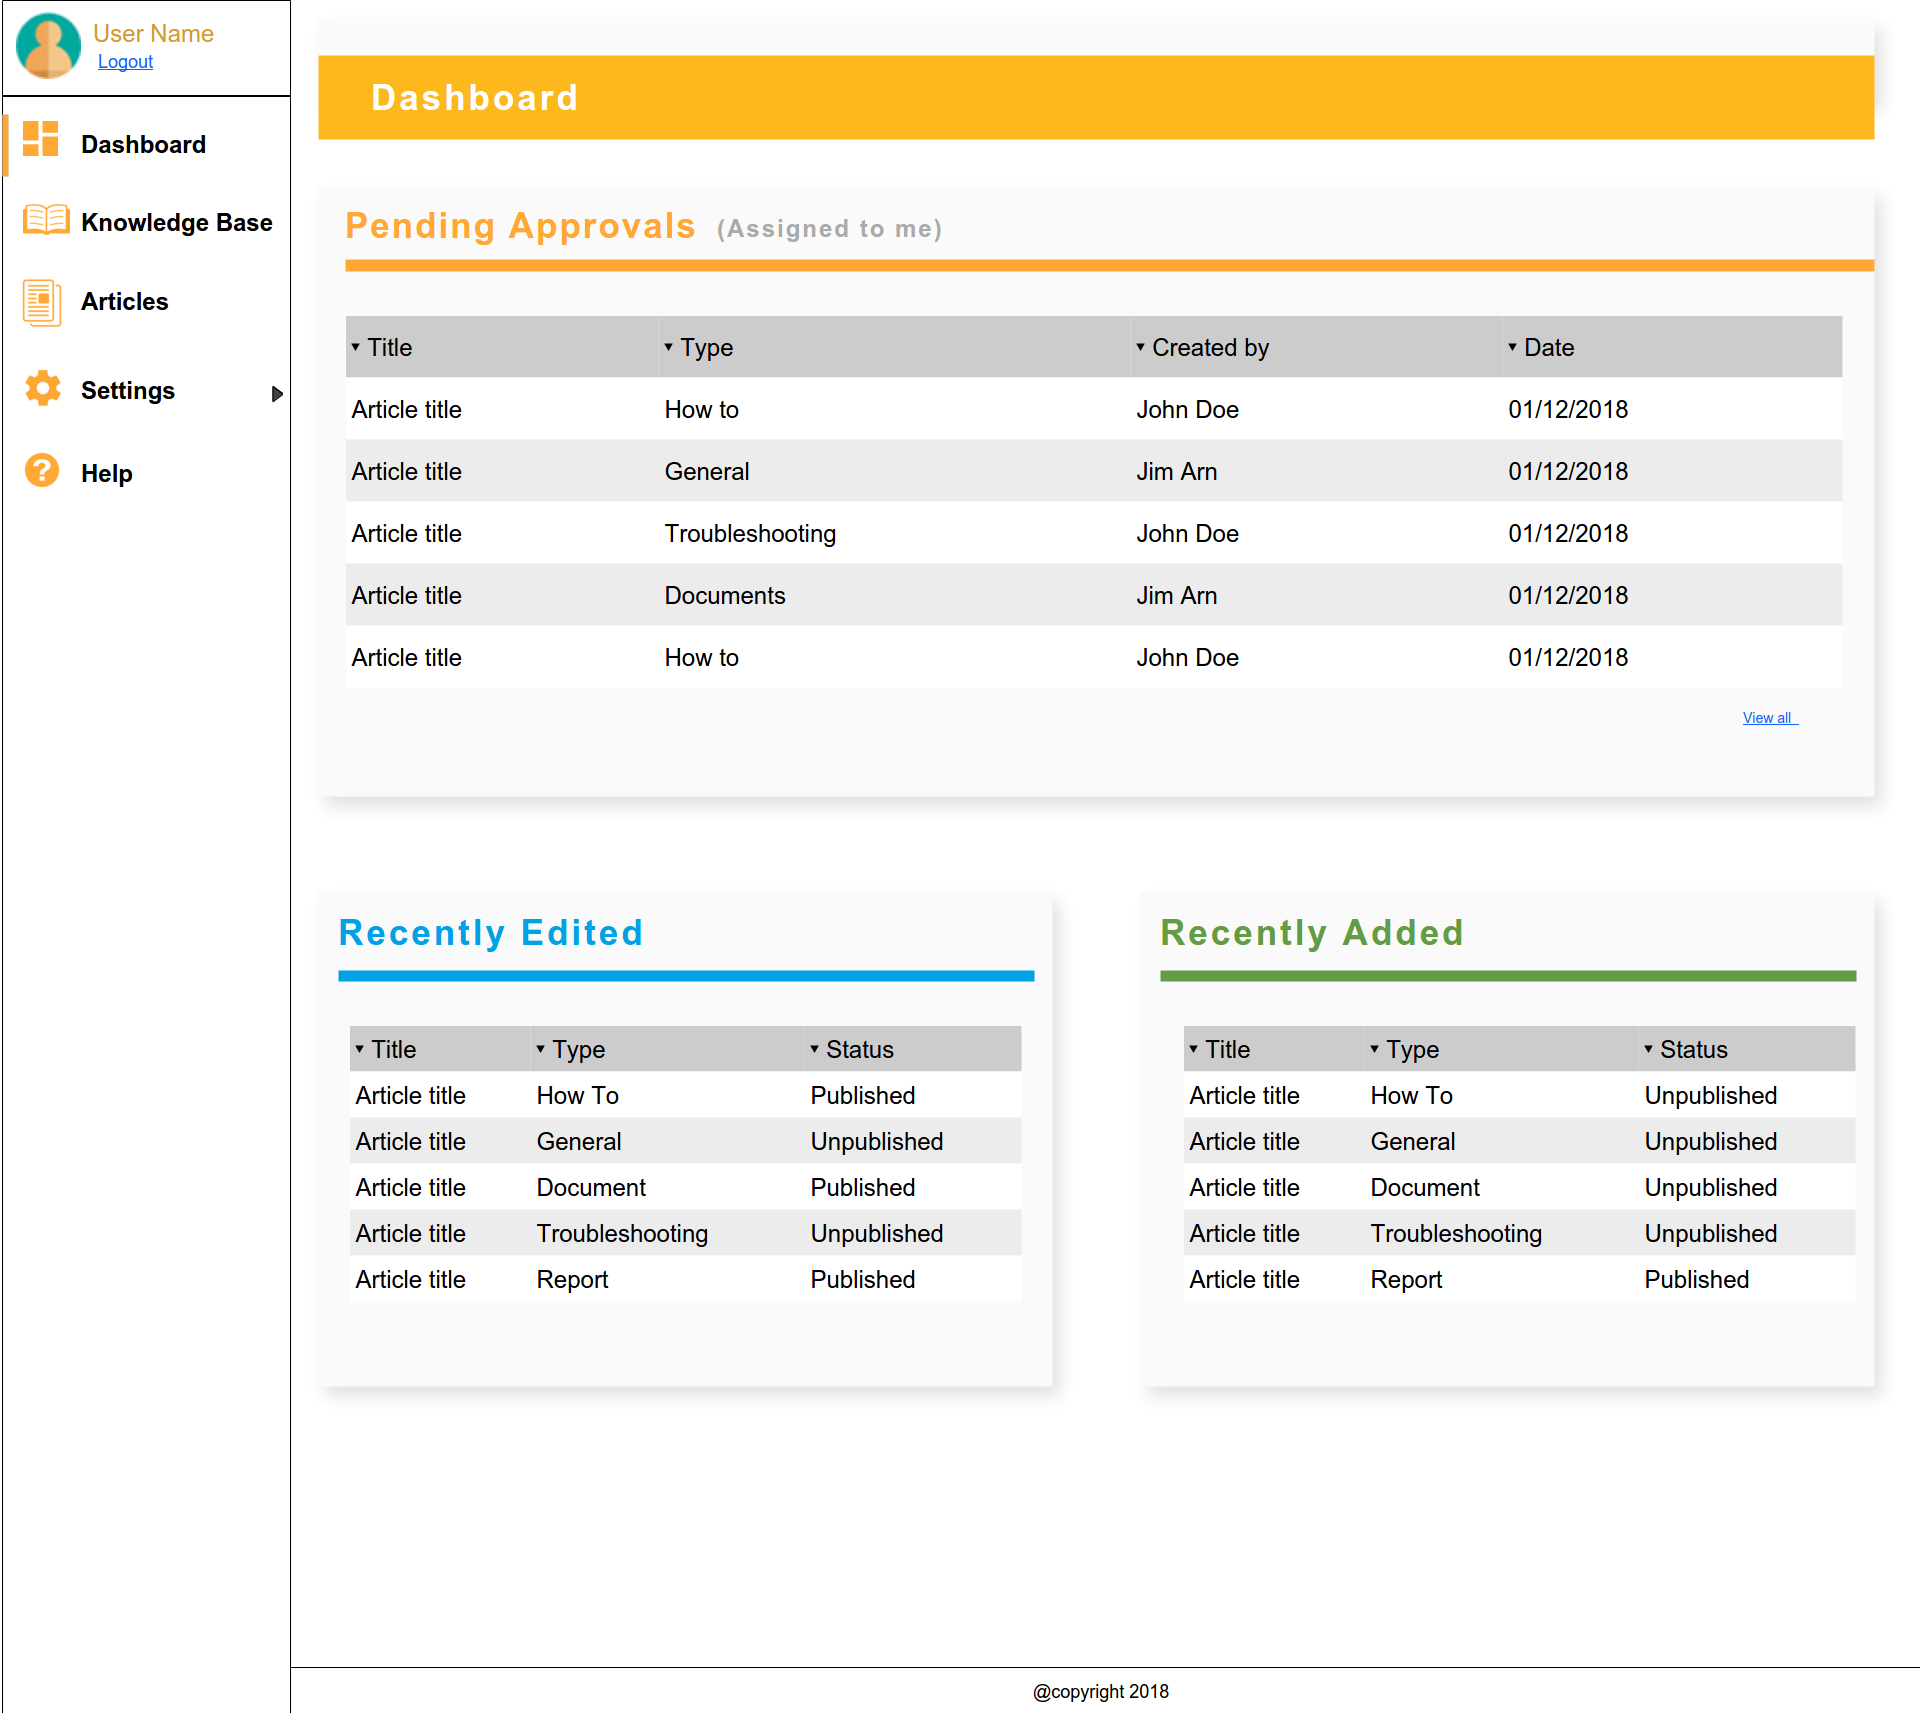 User Name
Logout
Dashboard
Knowledge Base
Articles
Settings
Help
Dashboard
Pending Approvals (Assigned to me)
Title Type Created by Date
Article title How to John Doe 01/12/2018
Article title General Jim Arn 01/12/2018
Article title Troubleshooting John Doe 01/12/2018
Article title Documents Jim Arn 01/12/2018
Article title How to John Doe 01/12/2018
View all
Recently Edited
Title Type Status
Article title How To Published
Article title General Unpublished
Article title Document Published
Article title Troubleshooting Unpublished
Article title Report Published
Recently Added
Title Type Status
Article title How To Unpublished
Article title General Unpublished
Article title Document Unpublished
Article title Troubleshooting Unpublished
Article title Report Published
@copyright 2018